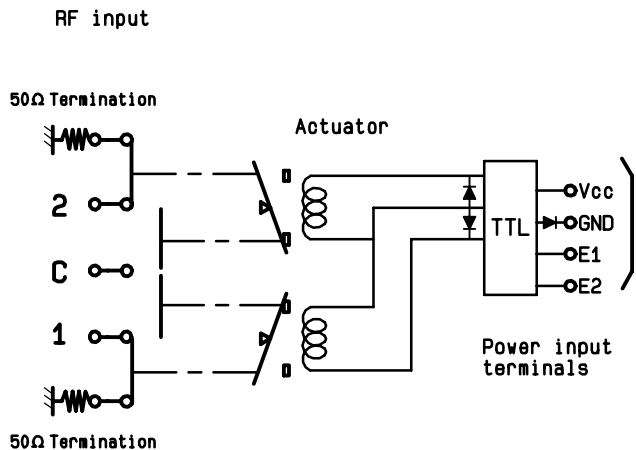 RF input
50Ω Termination
Actuator
2
C
1
TTL
Vcc
GND
E1
E2
Power input
terminals
50Ω Termination